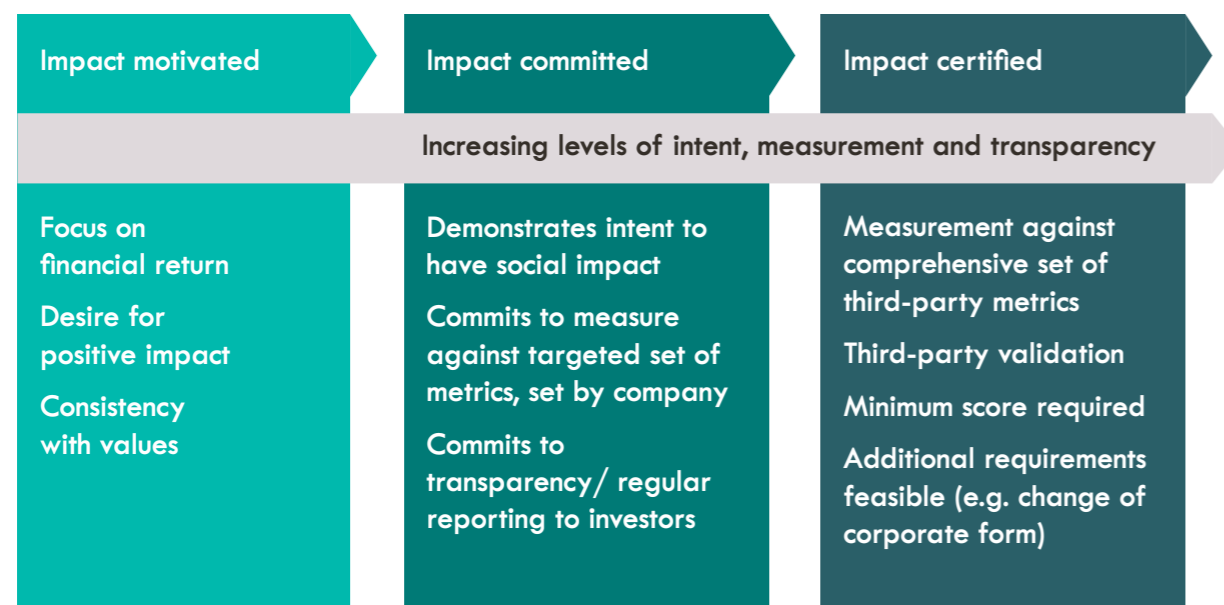 Impact motivated
Impact committed
Impact certified
Increasing levels of intent, measurement and transparency
Focus on
financial return
Desire for
positive impact
Consistency
with values
Demonstrates intent to
have social impact
Commits to measure
against targeted set of
metrics, set by company
Commits to
transparency/ regular
reporting to investors
Measurement against
comprehensive set of
third-party metrics
Third-party validation
Minimum score required
Additional requirements
feasible (e.g. change of
corporate form)